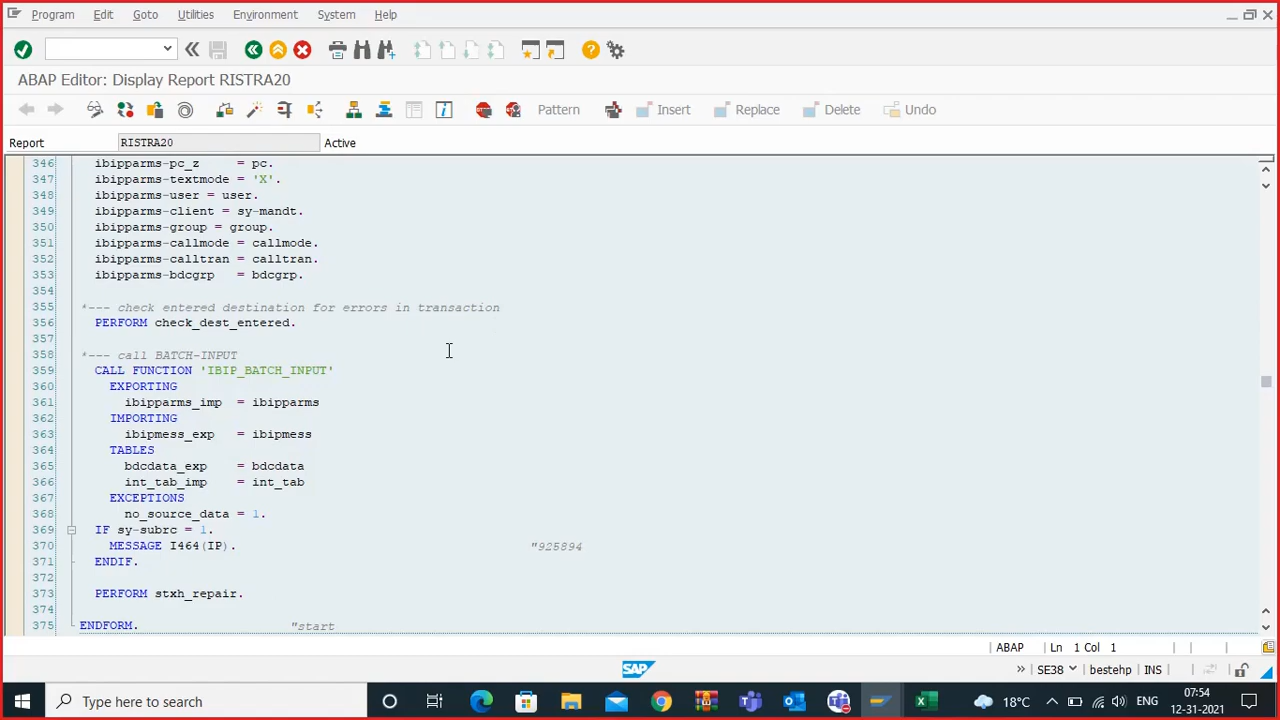 Program Edit Goto Utilities Environment System Help
ABAP Editor: Display Report RISTRA20
Pattern Insert Replace Delete Undo
Report RISTRA20 Active
346 ibipparms-pc_z = pc.
347 ibipparms-textmode = 'X'.
348 ibipparms-user = user.
349 ibipparms-client = sy-mandt.
350 ibipparms-group = group.
351 ibipparms-callmode = callmode.
352 ibipparms-calltran = calltran.
353 ibipparms-bdcgrp = bdcgrp.
354
355 *--- check entered destination for errors in transaction
356 PERFORM check_dest_entered.
357
358 *--- call BATCH-INPUT
359 CALL FUNCTION 'IBIP_BATCH_INPUT'
360 EXPORTING
361 ibipparms_imp = ibipparms
362 IMPORTING
363 ibipmess_exp = ibipmess
364 TABLES
365 bdcdata_exp = bdcdata
366 int_tab_imp = int_tab
367 EXCEPTIONS
368 no_source_data = 1.
369 IF sy-subrc = 1.
370 MESSAGE I464(IP). "925894
371 ENDIF.
372
373 PERFORM stxh_repair.
374
375 ENDFORM. "start
ABAP Ln 1 Col 1
SAP » SE38 bestehp INS
Type here to search 18°C ENG 07:54
12-31-2021